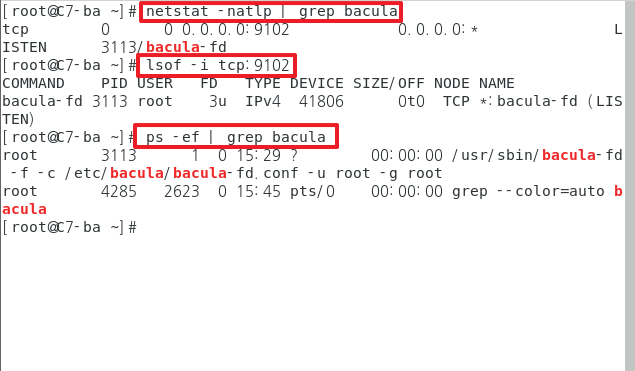 [root@C7-ba ~]# netstat -natlp | grep bacula
tcp        0      0 0.0.0.0:9102            0.0.0.0:*               L
ISTEN      3113/bacula-fd
[root@C7-ba ~]# lsof -i tcp:9102
COMMAND    PID USER   FD   TYPE DEVICE SIZE/OFF NODE NAME
bacula-fd 3113 root    3u  IPv4  41806      0t0  TCP *:bacula-fd (LIS
TEN)
[root@C7-ba ~]# ps -ef | grep bacula
root       3113      1  0 15:29 ?        00:00:00 /usr/sbin/bacula-fd
 -f -c /etc/bacula/bacula-fd.conf -u root -g root
root       4285   2623  0 15:45 pts/0    00:00:00 grep --color=auto b
acula
[root@C7-ba ~]#